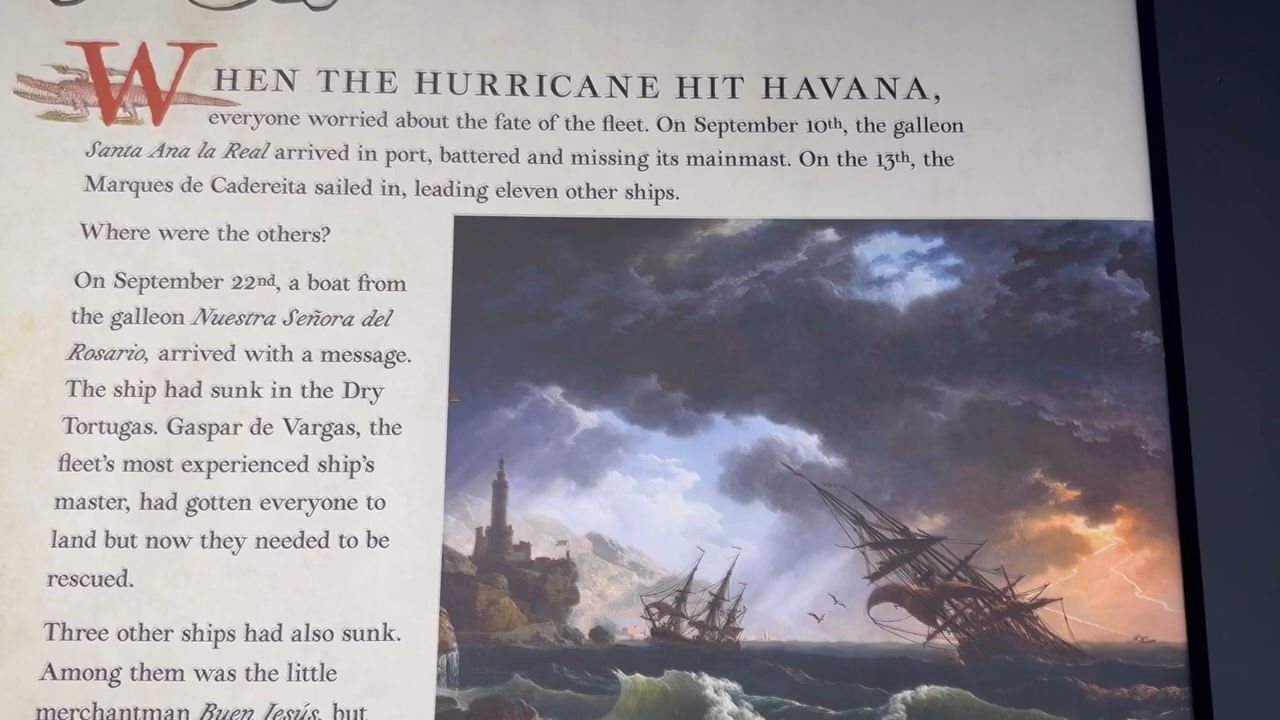 WHEN THE HURRICANE HIT HAVANA,
everyone worried about the fate of the fleet. On September 10th, the galleon
Santa Ana la Real arrived in port, battered and missing its mainmast. On the 13th, the
Marques de Cadereita sailed in, leading eleven other ships.
Where were the others?
On September 22nd, a boat from
the galleon Nuestra Señora del
Rosario, arrived with a message.
The ship had sunk in the Dry
Tortugas. Gaspar de Vargas, the
fleet's most experienced ship's
master, had gotten everyone to
land but now they needed to be
rescued.
Three other ships had also sunk.
Among them was the little
merchantman Buen Jesús, but